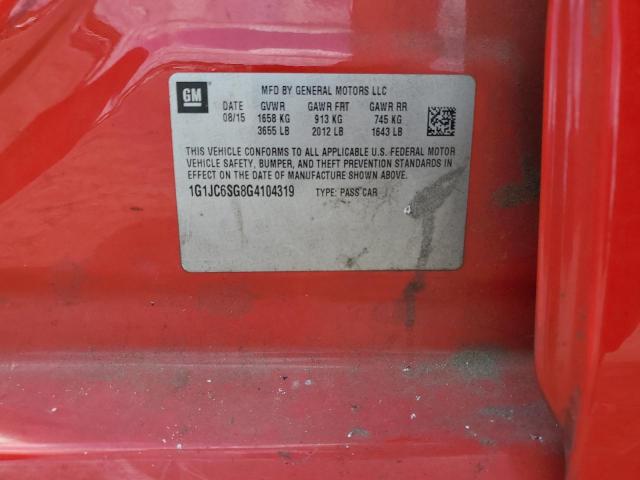 GM
MFD BY GENERAL MOTORS LLC
DATE GVWR GAWR FRT GAWR RR
08/15 1658 KG 913 KG 745 KG
3655 LB 2012 LB 1643 LB
THIS VEHICLE CONFORMS TO ALL APPLICABLE U.S. FEDERAL MOTOR
VEHICLE SAFETY, BUMPER, AND THEFT PREVENTION STANDARDS IN
EFFECT ON THE DATE OF MANUFACTURE SHOWN ABOVE.
1G1JC6SG8G4104319 TYPE: PASS CAR